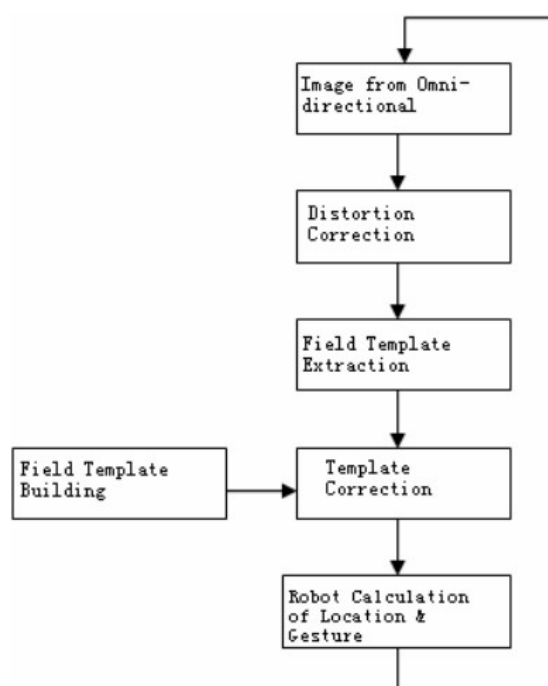 Image from Omni-
directional
Distortion
Correction
Field Template
Extraction
Field Template
Building
Template
Correction
Robot Calculation
of Location &
Gesture